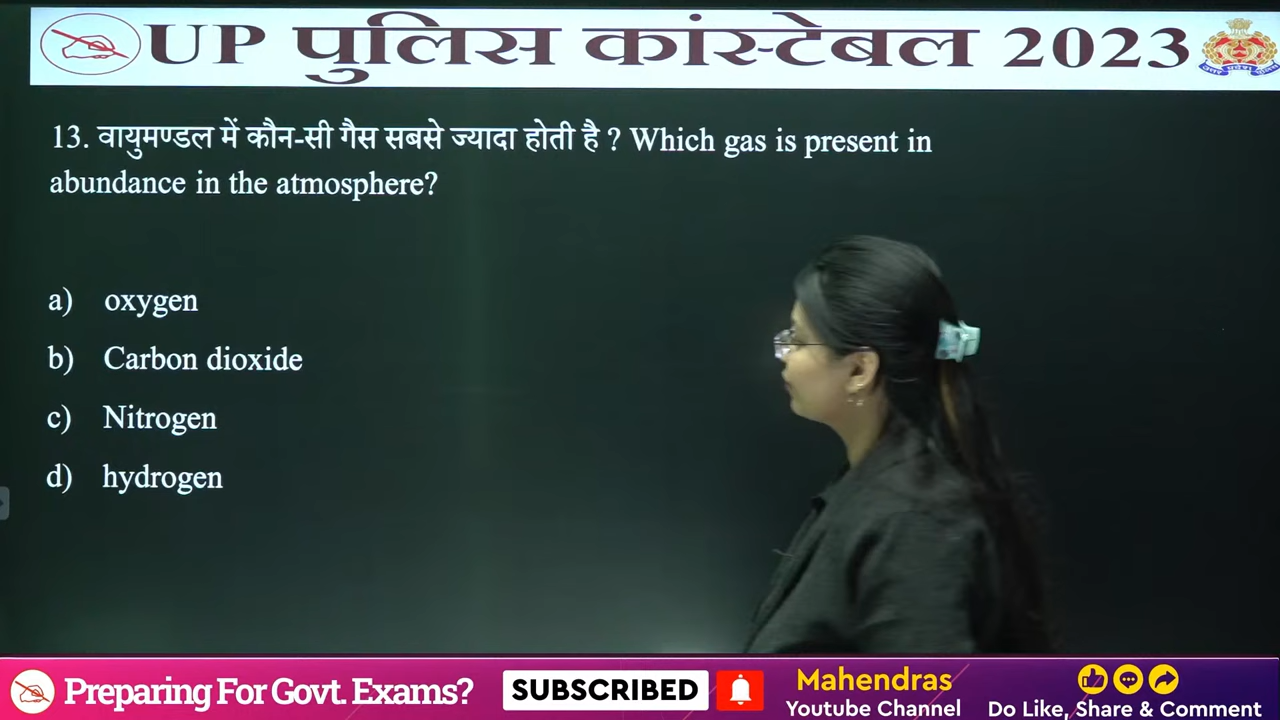 UP पुलिस कांस्टेबल 2023
13. वायुमण्डल में कौन-सी गैस सबसे ज्यादा होती है ? Which gas is present in
abundance in the atmosphere?
a) oxygen
b) Carbon dioxide
c) Nitrogen
d) hydrogen
Preparing For Govt. Exams?
SUBSCRIBED
Mahendras
Youtube Channel
Do Like, Share & Comment